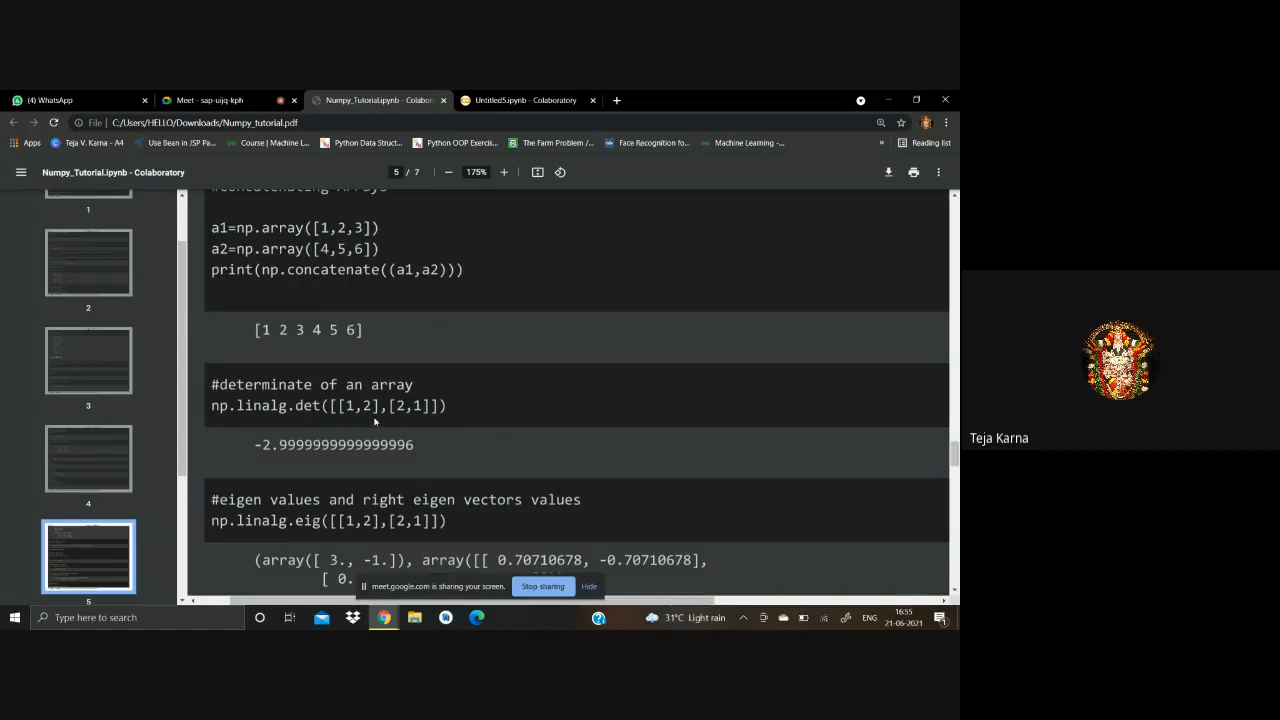 (4) WhatsApp
Meet - sap-uijq-kph
Numpy_Tutorial.ipynb - Colaborat
Untitled5.ipynb - Colaboratory
File
C:/Users/HELLO/Downloads/Numpy_tutorial.pdf
Apps
Teja V. Karna - A4
Use Bean in JSP Pa...
Course | Machine L...
Python Data Struct...
Python OOP Exercis...
The Farm Problem /...
Face Recognition fo...
Machine Learning -...
»
Reading list
Numpy_Tutorial.ipynb - Colaboratory
5 / 7
175%
1
2
3
4
5
#Concatenating Arrays
a1=np.array([1,2,3])
a2=np.array([4,5,6])
print(np.concatenate((a1,a2)))
[1 2 3 4 5 6]
#determinate of an array
np.linalg.det([[1,2],[2,1]])
-2.9999999999999996
#eigen values and right eigen vectors values
np.linalg.eig([[1,2],[2,1]])
(array([ 3., -1.]), array([[ 0.70710678, -0.70710678],
[ 0.
meet.google.com is sharing your screen.
Stop sharing
Hide
Teja Karna
Type here to search
31°C Light rain
ENG
16:55
21-06-2021